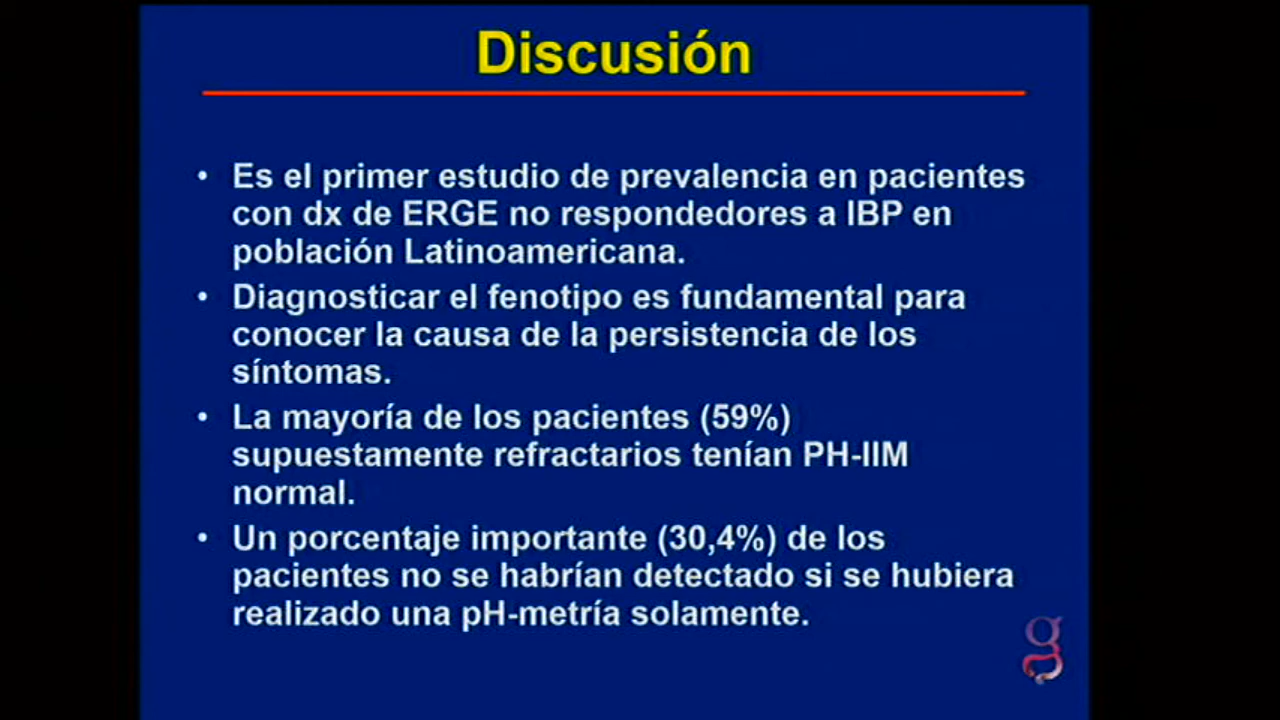 Discusión
• Es el primer estudio de prevalencia en pacientes
con dx de ERGE no respondedores a IBP en
población Latinoamericana.
• Diagnosticar el fenotipo es fundamental para
conocer la causa de la persistencia de los
síntomas.
• La mayoría de los pacientes (59%)
supuestamente refractarios tenían PH-IIM
normal.
• Un porcentaje importante (30,4%) de los
pacientes no se habrían detectado si se hubiera
realizado una pH-metría solamente.